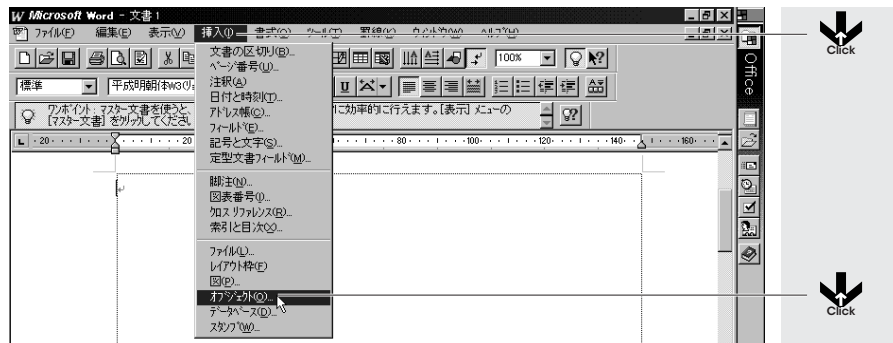 Microsoft Word - 文書1
ﾌｧｲﾙ(F) 編集(E) 表示(V) 挿入(I) 書式(O) ﾂｰﾙ(T) 罫線(A) ｳｨﾝﾄﾞｳ(W) ﾍﾙﾌﾟ(H)
100%
標準 平成明朝体W3(
ﾜﾝﾎﾟｲﾝﾄ: ﾏｽﾀｰ文書を使うと、 に効率的に行えます。[表示] ﾒﾆｭｰの
[ﾏｽﾀｰ文書] をｸﾘｯｸしてくださ
20 20 80 100 120 140 160
文書の区切り(B)...
ﾍﾟｰｼﾞ番号(U)...
注釈(A)
日付と時刻(T)...
ｱﾄﾞﾚｽ帳(C)...
ﾌｨｰﾙﾄﾞ(E)...
記号と文字(S)...
定型文書ﾌｨｰﾙﾄﾞ(M)...
脚注(N)...
図表番号(I)...
ｸﾛｽ ﾘﾌｧﾚﾝｽ(R)...
索引と目次(X)...
ﾌｧｲﾙ(L)...
ﾚｲｱｳﾄ枠(F)
図(P)...
ｵﾌﾞｼﾞｪｸﾄ(O)...
ﾃﾞｰﾀﾍﾞｰｽ(D)...
ｽﾀﾝﾌﾟ(W)...
Office
Click
Click